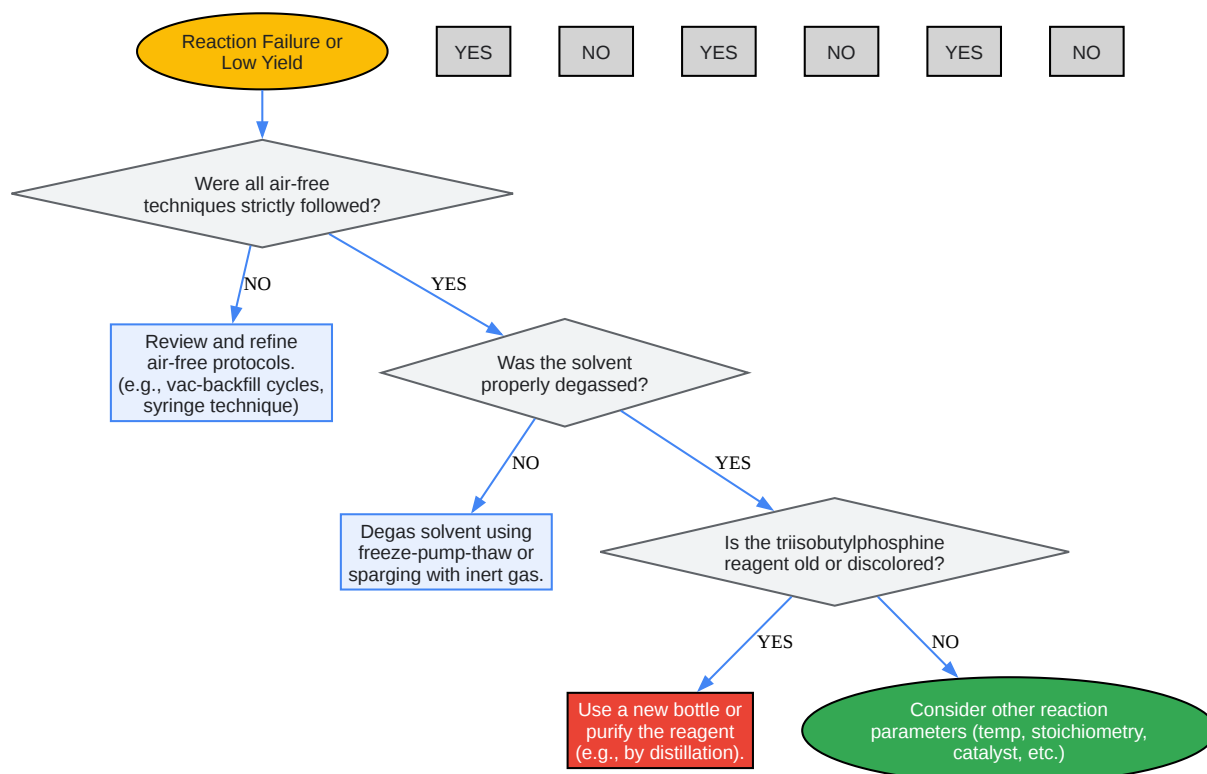 Reaction Failure or
Low Yield
YES
NO
YES
NO
YES
NO
Were all air-free
techniques strictly followed?
NO
YES
Review and refine
air-free protocols.
(e.g., vac-backfill cycles,
syringe technique)
Was the solvent
properly degassed?
NO
YES
Degas solvent using
freeze-pump-thaw or
sparging with inert gas.
Is the triisobutylphosphine
reagent old or discolored?
YES
NO
Use a new bottle or
purify the reagent
(e.g., by distillation).
Consider other reaction
parameters (temp, stoichiometry,
catalyst, etc.)